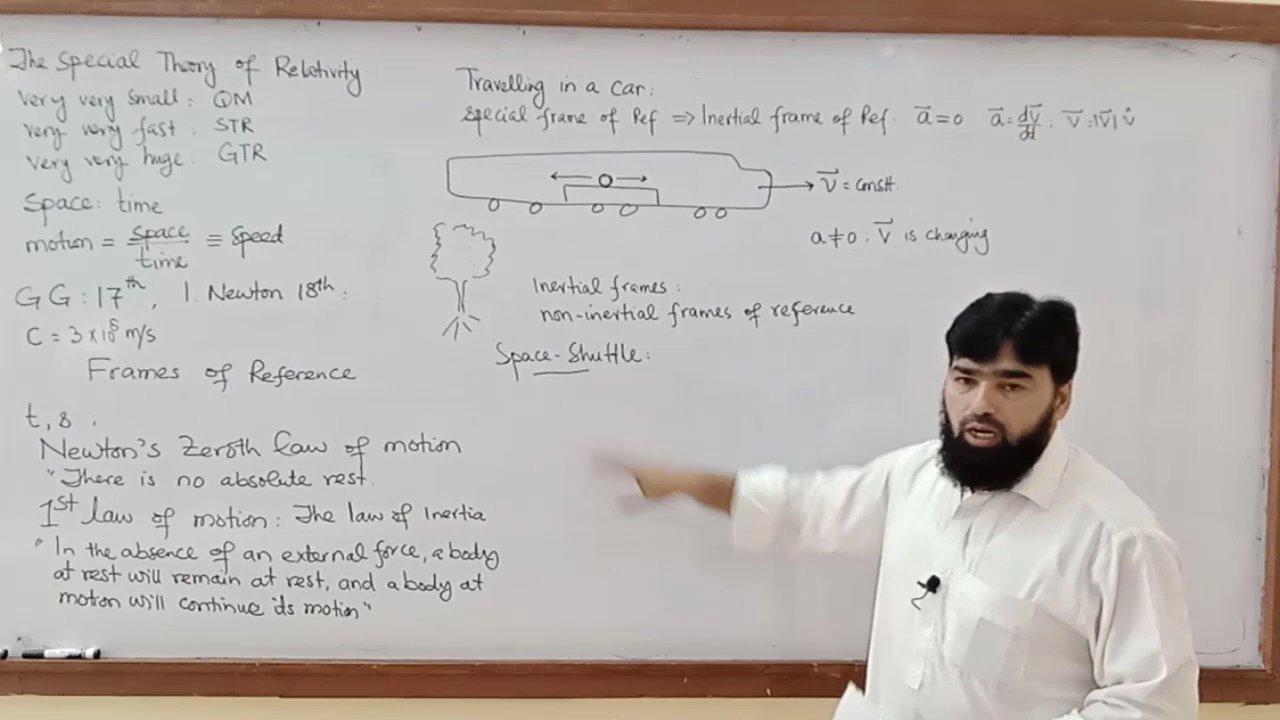 The Special Theory of Relativity
very very small: QM
very very fast: STR
very very huge: GTR
Space: time
motion = space/time ≡ Speed
G G: 17th, I. Newton 18th:
C = 3×10⁸ m/s
Frames of Reference
t, s.
Newton's Zeroth Law of motion
"There is no absolute rest
1st law of motion: The law of Inertia
"In the absence of an external force, a body
at rest will remain at rest, and a body at
motion will continue its motion"
Travelling in a Car:
Special frame of Ref ⇒ Inertial frame of Ref. a⃗=0 a⃗=dv⃗/dt: v⃗=|v⃗| v̂
v⃗ = Constt.
a≠0: v⃗ is changing
Inertial frames:
non-inertial frames of reference
Space-Shuttle: